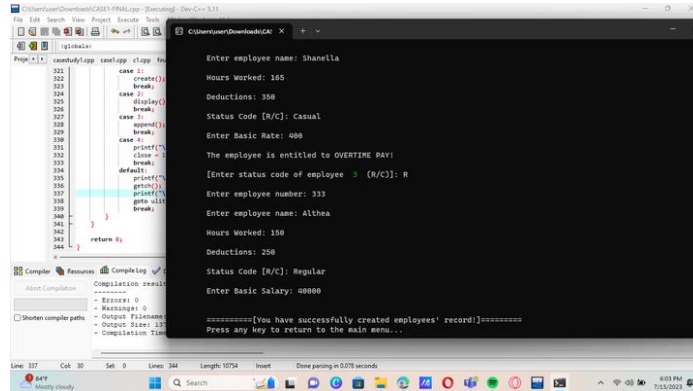 C:\Users\user\Downloads\CASE1-FINAL.cpp - [Executing] - Dev-C++ 5.11
File Edit Search View Project Execute Tools
(globals)
Proje
casestudy1.cpp case1.cpp c1.cpp
321 case 1:
322 create();
323 break;
324 case 2:
325 display()
326 break;
327 case 3:
328 append();
329 break;
330 case 4:
331 printf("\
332 close = 1
333 break;
334 default:
335 printf("\
336 getch();
337 printf("\
338 goto ulit
339 break;
340 }
341 }
342
343 return 0;
344 }
C:\Users\user\Downloads\CAS
Enter employee name: Shanella
Hours Worked: 165
Deductions: 350
Status Code [R/C]: Casual
Enter Basic Rate: 400
The employee is entitled to OVERTIME PAY!
[Enter status code of employee 3 (R/C)]: R
Enter employee number: 333
Enter employee name: Althea
Hours Worked: 150
Deductions: 250
Status Code [R/C]: Regular
Enter Basic Salary: 40000
==========[You have successfully created employees' record!]=========
Press any key to return to the main menu...
Compiler Resources Compile Log
Abort Compilation
Shorten compiler paths
Compilation result
--------
- Errors: 0
- Warnings: 0
- Output Filename
- Output Size: 13
- Compilation Time
Line: 337 Col: 30 Sel: 0 Lines: 344 Length: 10754 Insert Done parsing in 0.078 seconds
84°F
Mostly cloudy
Search
6:03 PM
7/15/2023